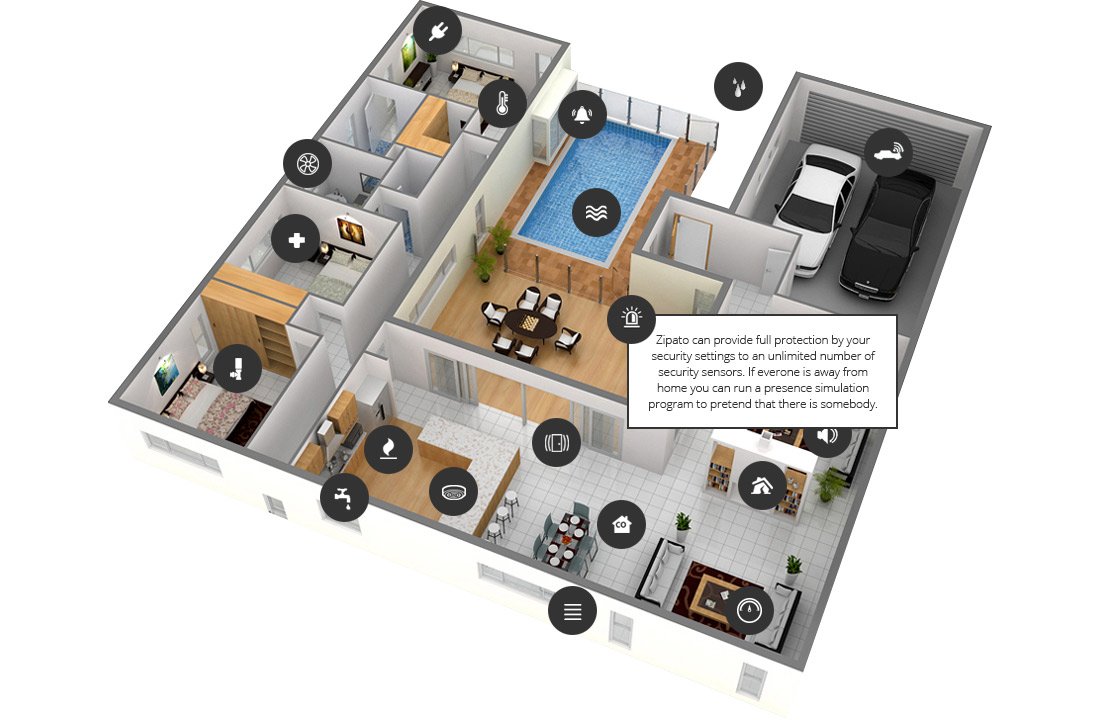 Zipato can provide full protection by your
security settings to an unlimited number of
security sensors. If everone is away from
home you can run a presence simulation
program to pretend that there is somebody.
CO